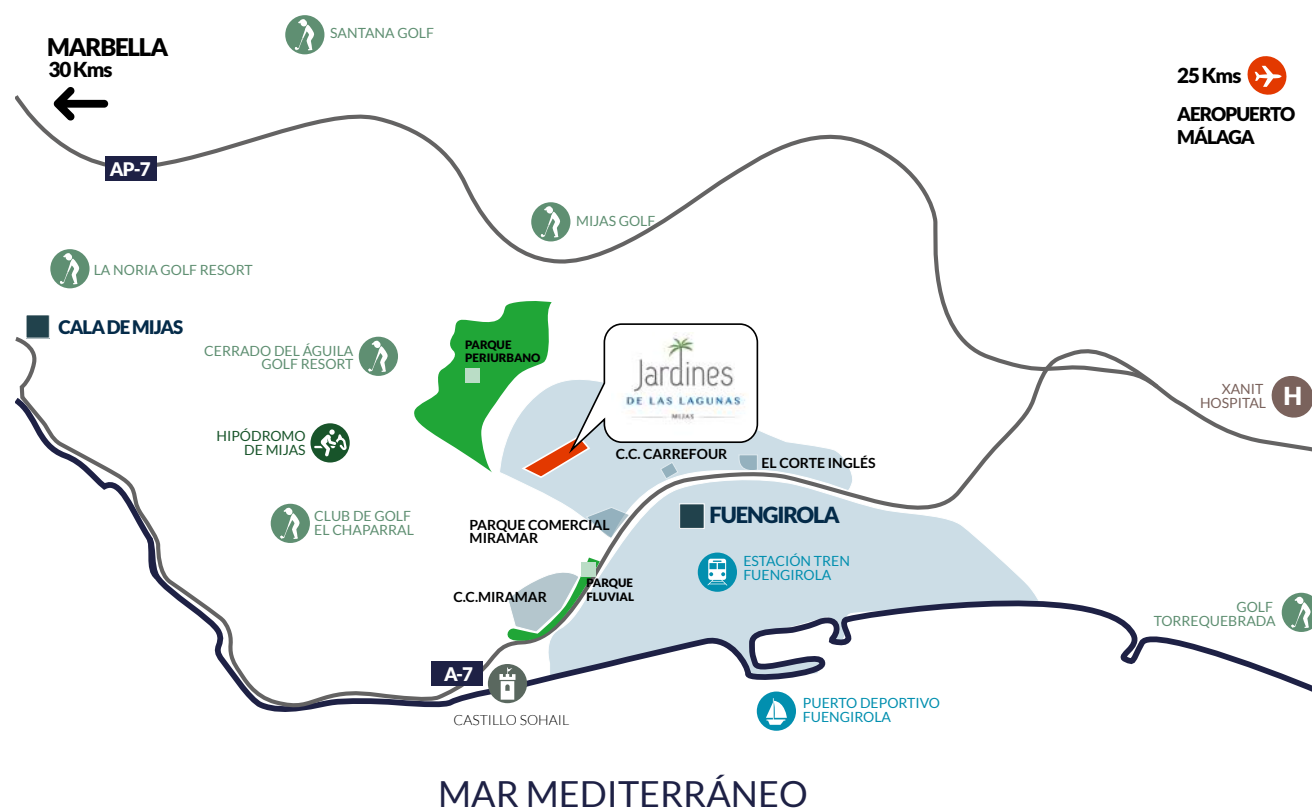 SANTANA GOLF
MARBELLA
30 Kms
25 Kms
AEROPUERTO
MÁLAGA
AP-7
MIJAS GOLF
LA NORIA GOLF RESORT
CALA DE MIJAS
CERRADO DEL ÁGUILA
GOLF RESORT
PARQUE
PERIURBANO
Jardines
DE LAS LAGUNAS
MIJAS
XANIT
HOSPITAL
H
HIPÓDROMO
DE MIJAS
C.C. CARREFOUR
EL CORTE INGLÉS
CLUB DE GOLF
EL CHAPARRAL
PARQUE COMERCIAL
MIRAMAR
FUENGIROLA
ESTACIÓN TREN
FUENGIROLA
C.C.MIRAMAR
PARQUE
FLUVIAL
GOLF
TORREQUEBRADA
A-7
CASTILLO SOHAIL
PUERTO DEPORTIVO
FUENGIROLA
MAR MEDITERRÁNEO